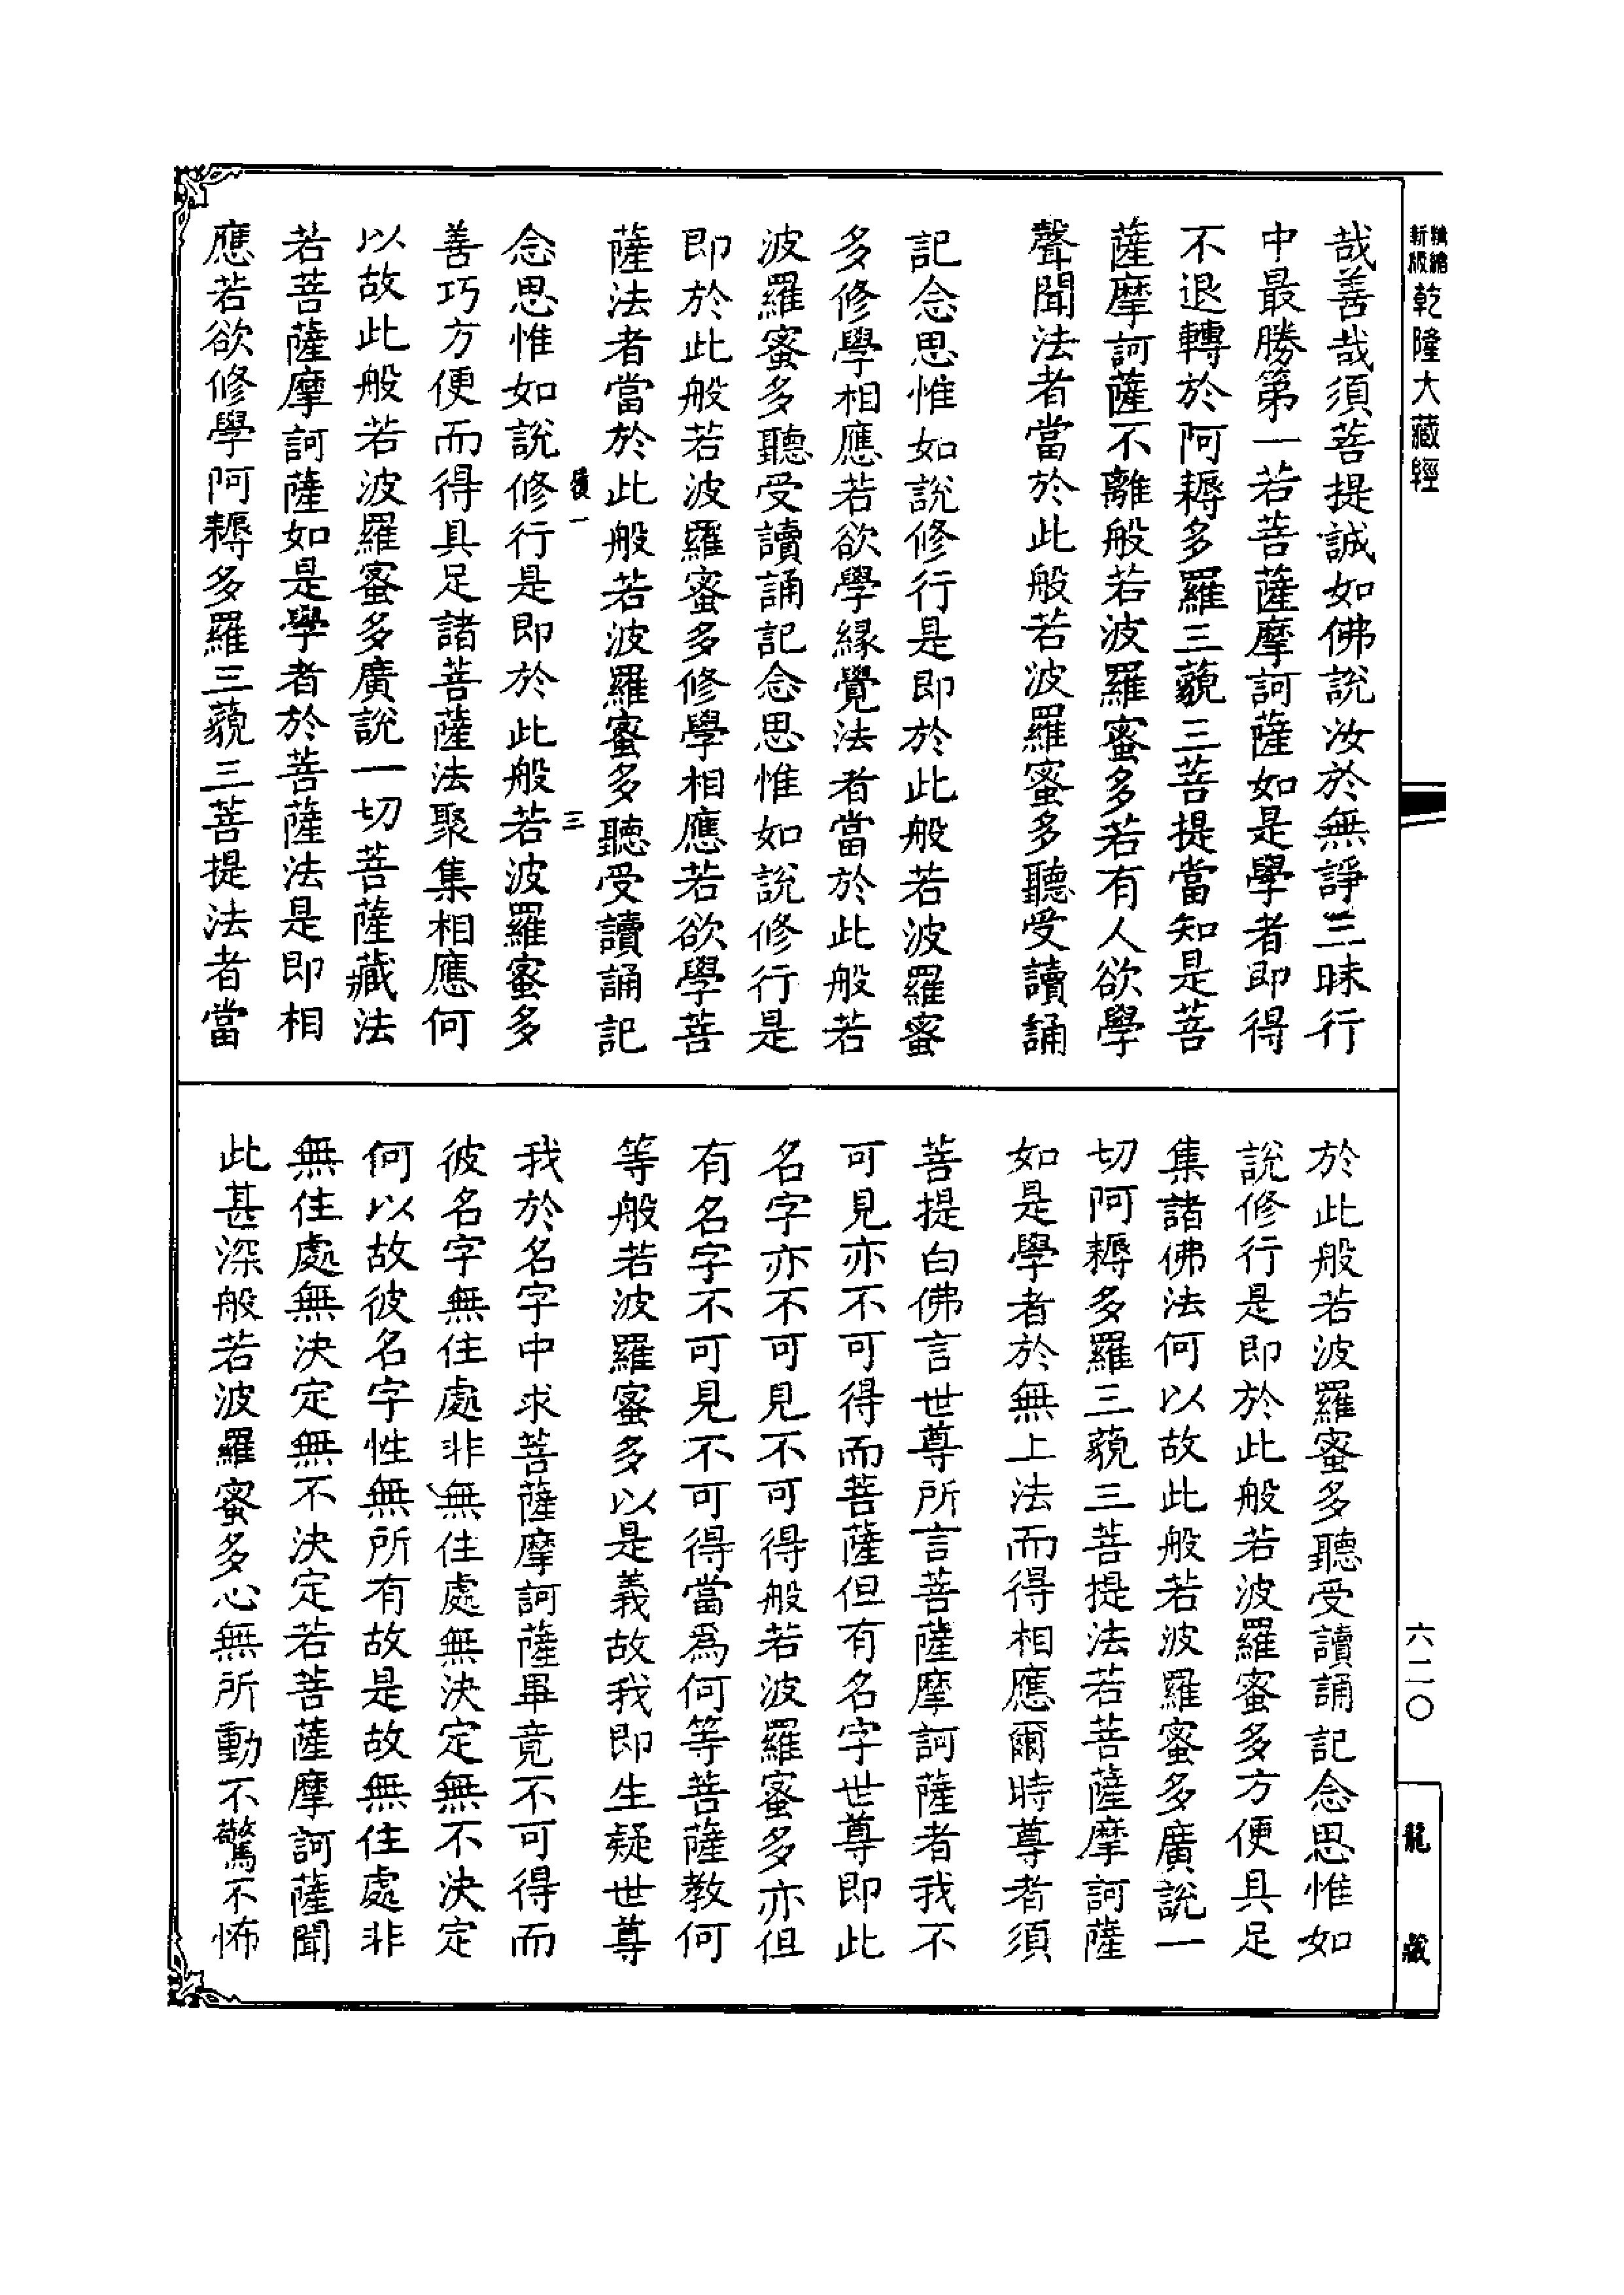 新版
精縮
乾隆大藏經
哉善哉須菩提誠如佛說汝於無諍三昧行
中最勝第一若菩薩摩訶薩如是學者即得
不退轉於阿耨多羅三藐三菩提當知是菩
薩摩訶薩不離般若波羅蜜多若有人欲學
聲聞法者當於此般若波羅蜜多聽受讀誦
記念思惟如說修行是即於此般若波羅蜜
多修學相應若欲學緣覺法者當於此般若
波羅蜜多聽受讀誦記念思惟如說修行是
即於此般若波羅蜜多修學相應若欲學菩
薩法者當於此般若波羅蜜多聽受讀誦記
一 三
念思惟如說修行是即於此般若波羅蜜多
善巧方便而得具足諸菩薩法聚集相應何
以故此般若波羅蜜多廣說一切菩薩藏法
若菩薩摩訶薩如是學者於菩薩法是即相
應若欲修學阿耨多羅三藐三菩提法者當
於此般若波羅蜜多聽受讀誦記念思惟如
說修行是即於此般若波羅蜜多方便具足
集諸佛法何以故此般若波羅蜜多廣說一
切阿耨多羅三藐三菩提法若菩薩摩訶薩
如是學者於無上法而得相應爾時尊者須
菩提白佛言世尊所言菩薩摩訶薩者我不
可見亦不可得而菩薩但有名字世尊即此
名字亦不可見不可得般若波羅蜜多亦但
有名字不可見不可得當爲何等菩薩教何
等般若波羅蜜多以是義故我即生疑世尊
我於名字中求菩薩摩訶薩畢竟不可得而
彼名字無住處非無住處無決定無不決定
何以故彼名字性無所有故是故無住處非
無住處無決定無不決定若菩薩摩訶薩聞
此甚深般若波羅蜜多心無所動不驚不怖
六二〇
龍藏